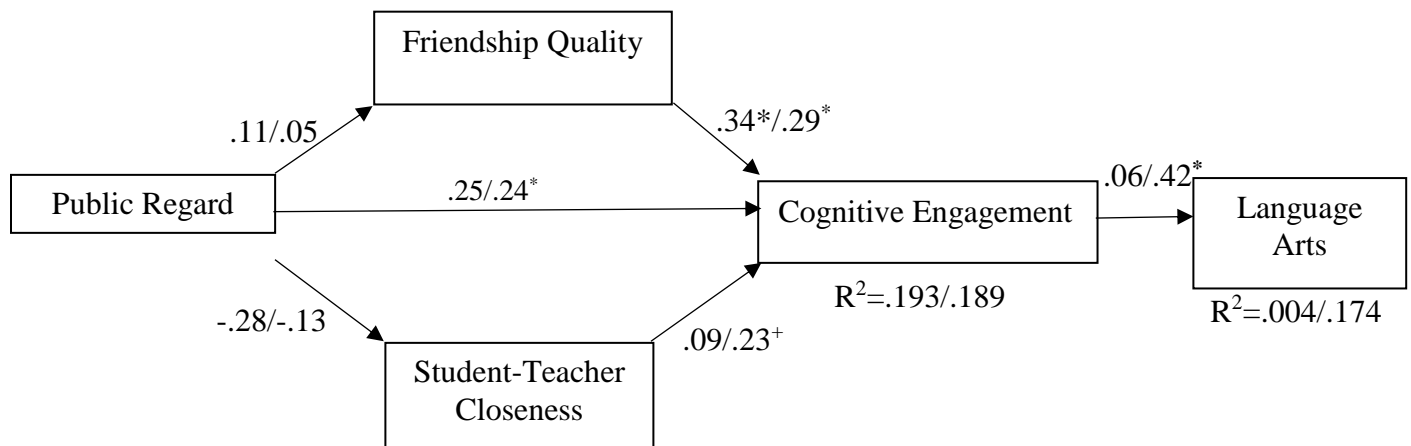 Friendship Quality
.11/.05
.34*/.29*
Public Regard
.25/.24*
Cognitive Engagement
.06/.42*
Language
Arts
R²=.193/.189
R²=.004/.174
-.28/-.13
.09/.23⁺
Student-Teacher
Closeness